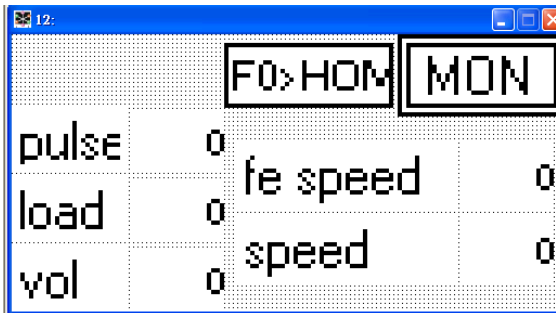 12:
F0>HOM MON
pulse 0
fe speed 0
load 0
speed 0
vol 0